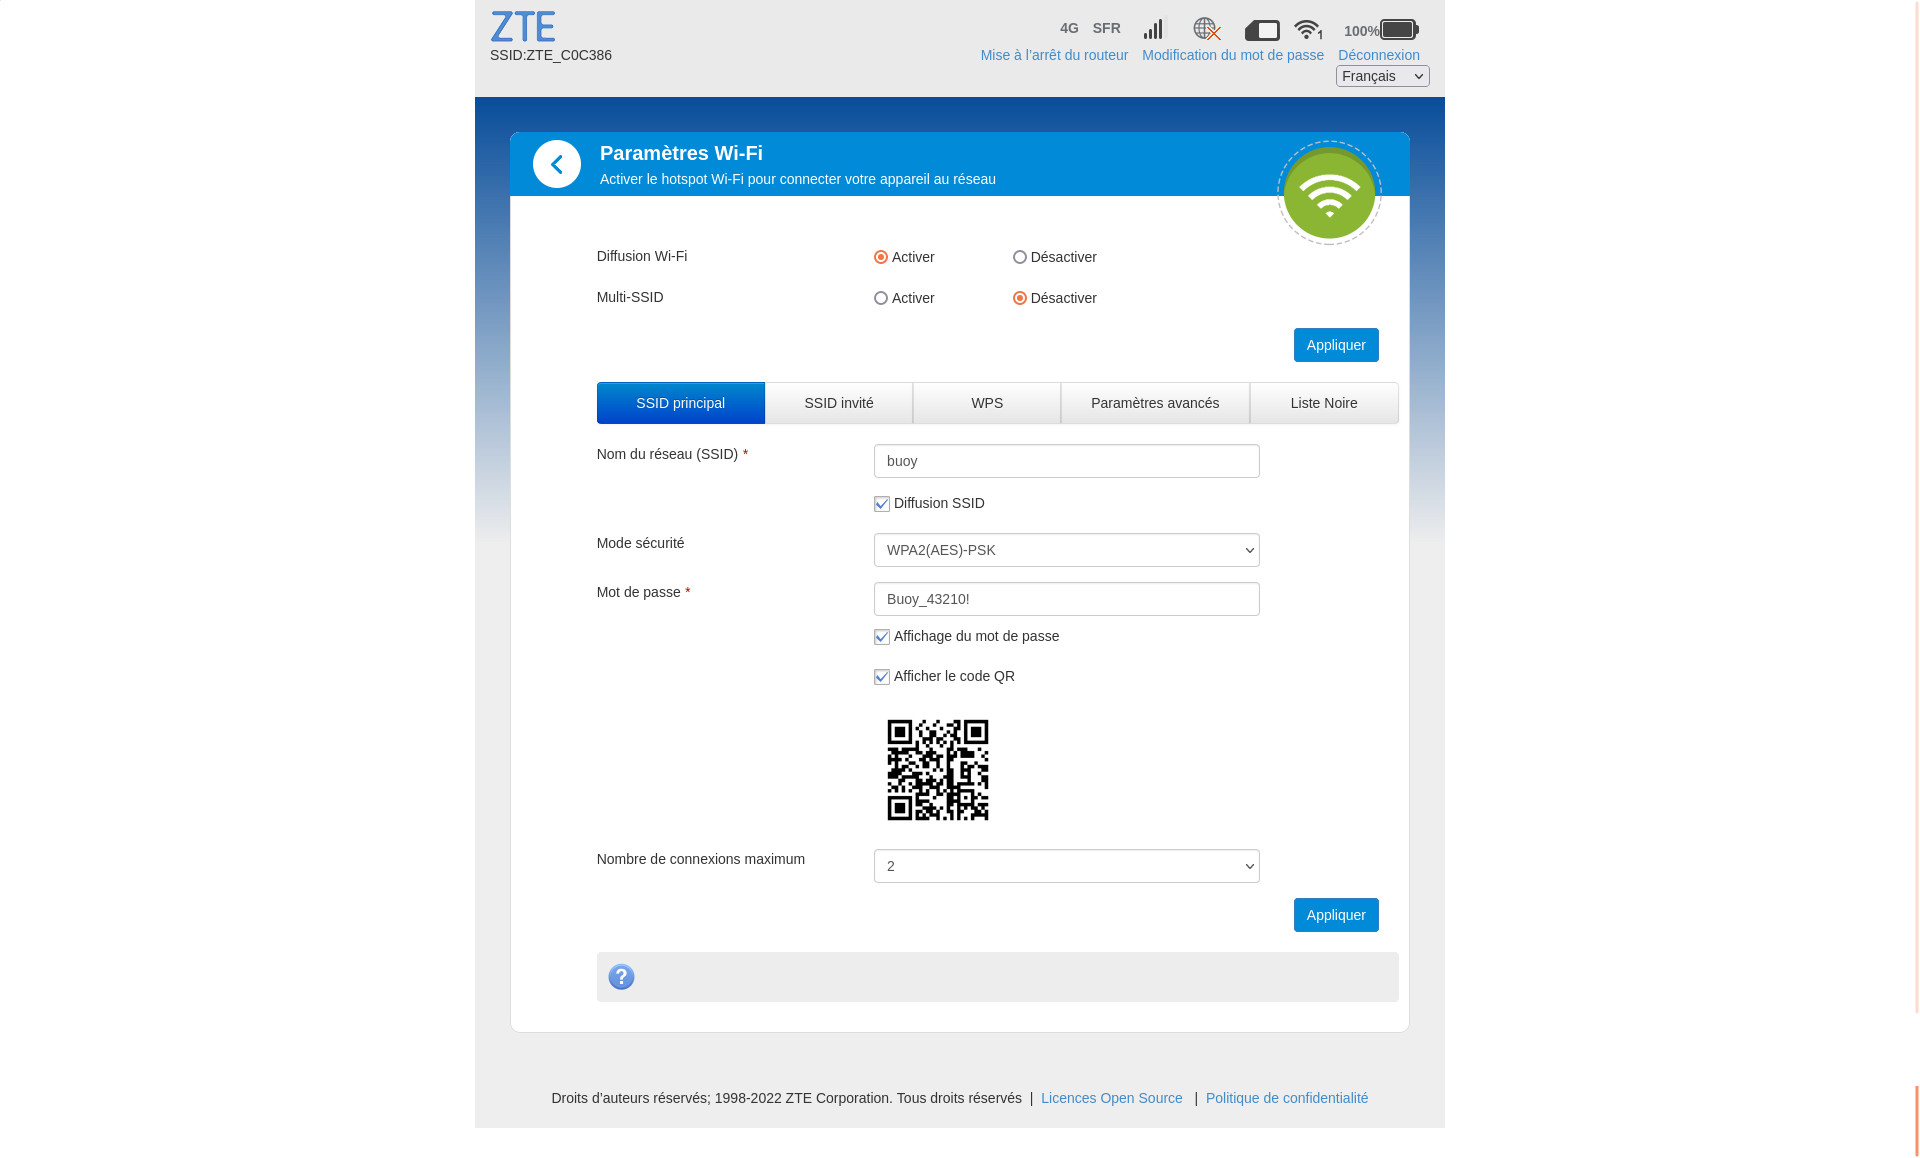 ZTE
4G SFR 1 100%
SSID:ZTE_C0C386 Mise à l'arrêt du routeur Modification du mot de passe Déconnexion
Français
Paramètres Wi-Fi
Activer le hotspot Wi-Fi pour connecter votre appareil au réseau
Diffusion Wi-Fi Activer Désactiver
Multi-SSID Activer Désactiver
Appliquer
SSID principal SSID invité WPS Paramètres avancés Liste Noire
Nom du réseau (SSID) * buoy
Diffusion SSID
Mode sécurité WPA2(AES)-PSK
Mot de passe * Buoy_43210!
Affichage du mot de passe
Afficher le code QR
Nombre de connexions maximum 2
Appliquer
?
Droits d'auteurs réservés; 1998-2022 ZTE Corporation. Tous droits réservés | Licences Open Source | Politique de confidentialité